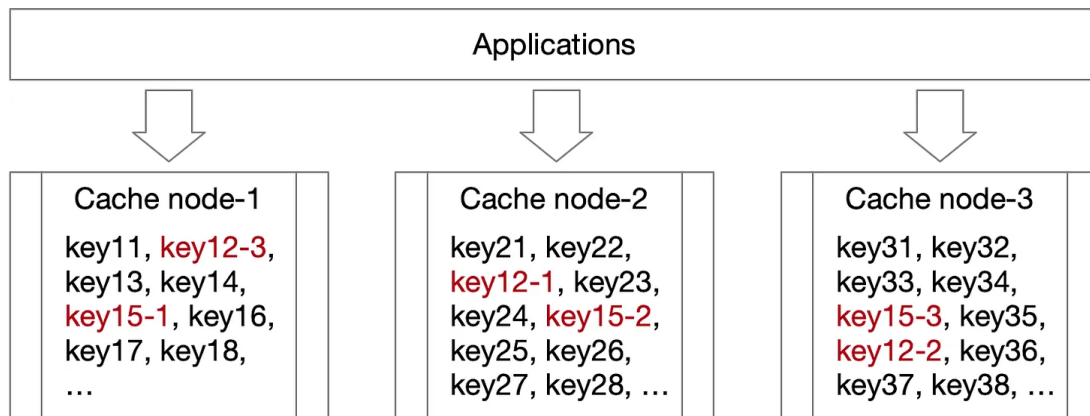 Applications
Cache node-1
key11, key12-3,
key13, key14,
key15-1, key16,
key17, key18,
...
Cache node-2
key21, key22,
key12-1, key23,
key24, key15-2,
key25, key26,
key27, key28, ...
Cache node-3
key31, key32,
key33, key34,
key15-3, key35,
key12-2, key36,
key37, key38, ...